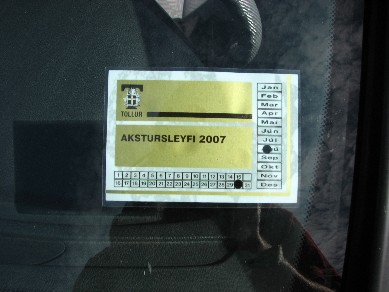 TOLLUR
AKSTURSLEYFI 2007
Jan
Feb
Mar
Apr
Maí
Jún
Júl
Sep
Okt
Nóv
Des
1 2 3 4 5 6 7 8 9 10 11 12 13 14 15
16 17 18 19 20 21 22 23 24 25 26 27 28 29 31